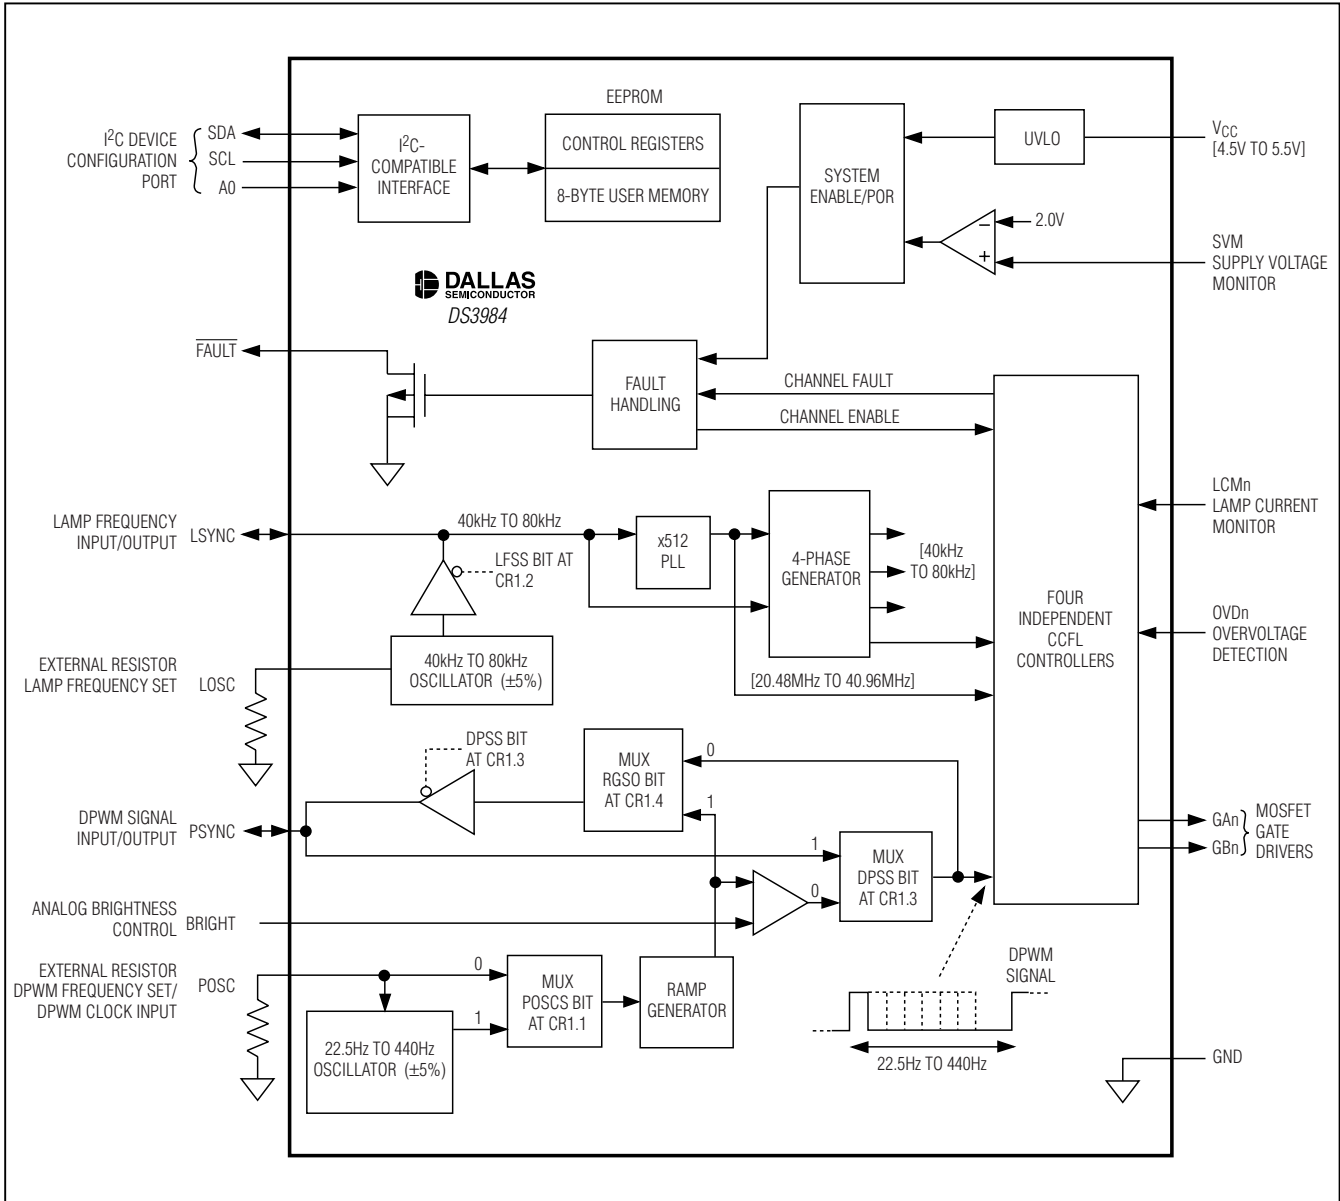 EEPROM
I²C DEVICE
CONFIGURATION
PORT
SDA
SCL
A0
I²C-
COMPATIBLE
INTERFACE
CONTROL REGISTERS
8-BYTE USER MEMORY
SYSTEM
ENABLE/POR
UVLO
VCC
[4.5V TO 5.5V]
2.0V
−
+
SVM
SUPPLY VOLTAGE
MONITOR
DALLAS
SEMICONDUCTOR
DS3984
FAULT
FAULT
HANDLING
CHANNEL FAULT
CHANNEL ENABLE
LAMP FREQUENCY
INPUT/OUTPUT
LSYNC
40kHz TO 80kHz
LFSS BIT AT
CR1.2
x512
PLL
4-PHASE
GENERATOR
[40kHz
TO 80kHz]
FOUR
INDEPENDENT
CCFL
CONTROLLERS
LCMn
LAMP CURRENT
MONITOR
OVDn
OVERVOLTAGE
DETECTION
EXTERNAL RESISTOR
LAMP FREQUENCY SET
LOSC
40kHz TO 80kHz
OSCILLATOR (±5%)
[20.48MHz TO 40.96MHz]
DPSS BIT
AT CR1.3
MUX
RGSO BIT
AT CR1.4
0
1
DPWM SIGNAL
INPUT/OUTPUT
PSYNC
1
0
MUX
DPSS BIT
AT CR1.3
GAn
GBn
MOSFET
GATE
DRIVERS
ANALOG BRIGHTNESS
CONTROL
BRIGHT
EXTERNAL RESISTOR
DPWM FREQUENCY SET/
DPWM CLOCK INPUT
POSC
0
1
22.5Hz TO 440Hz
OSCILLATOR (±5%)
MUX
POSCS BIT
AT CR1.1
RAMP
GENERATOR
DPWM
SIGNAL
22.5Hz TO 440Hz
GND